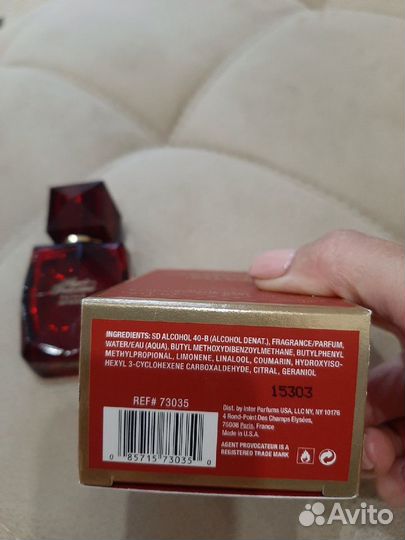 INGREDIENTS: SD ALCOHOL 40-B (ALCOHOL DENAT.), FRAGRANCE/PARFUM,
WATER/EAU (AQUA), BUTYL METHOXYDIBENZOYLMETHANE, BUTYLPHENYL
METHYLPROPIONAL, LIMONENE, LINALOOL, COUMARIN, HYDROXYISO-
HEXYL 3-CYCLOHEXENE CARBOXALDEHYDE, CITRAL, GERANIOL
15303
REF# 73035
0 85715 73035 0
Dist. by Inter Parfums USA, LLC NY, NY 10176
4 Rond-Point Des Champs Elysées,
75008 Paris, France
Made in U.S.A.
AGENT PROVOCATEUR IS A
REGISTERED TRADE MARK
Avito